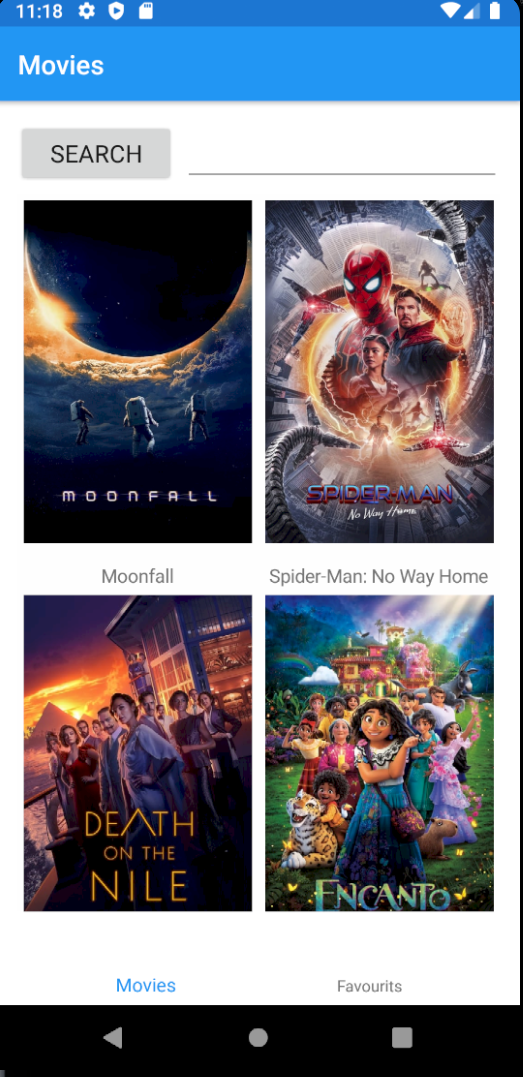 11:18
Movies
SEARCH
MOONFALL
SPIDER-MAN
No Way Home
Moonfall
Spider-Man: No Way Home
DEATH
ON THE
NILE
ENCANTO
Movies
Favourits